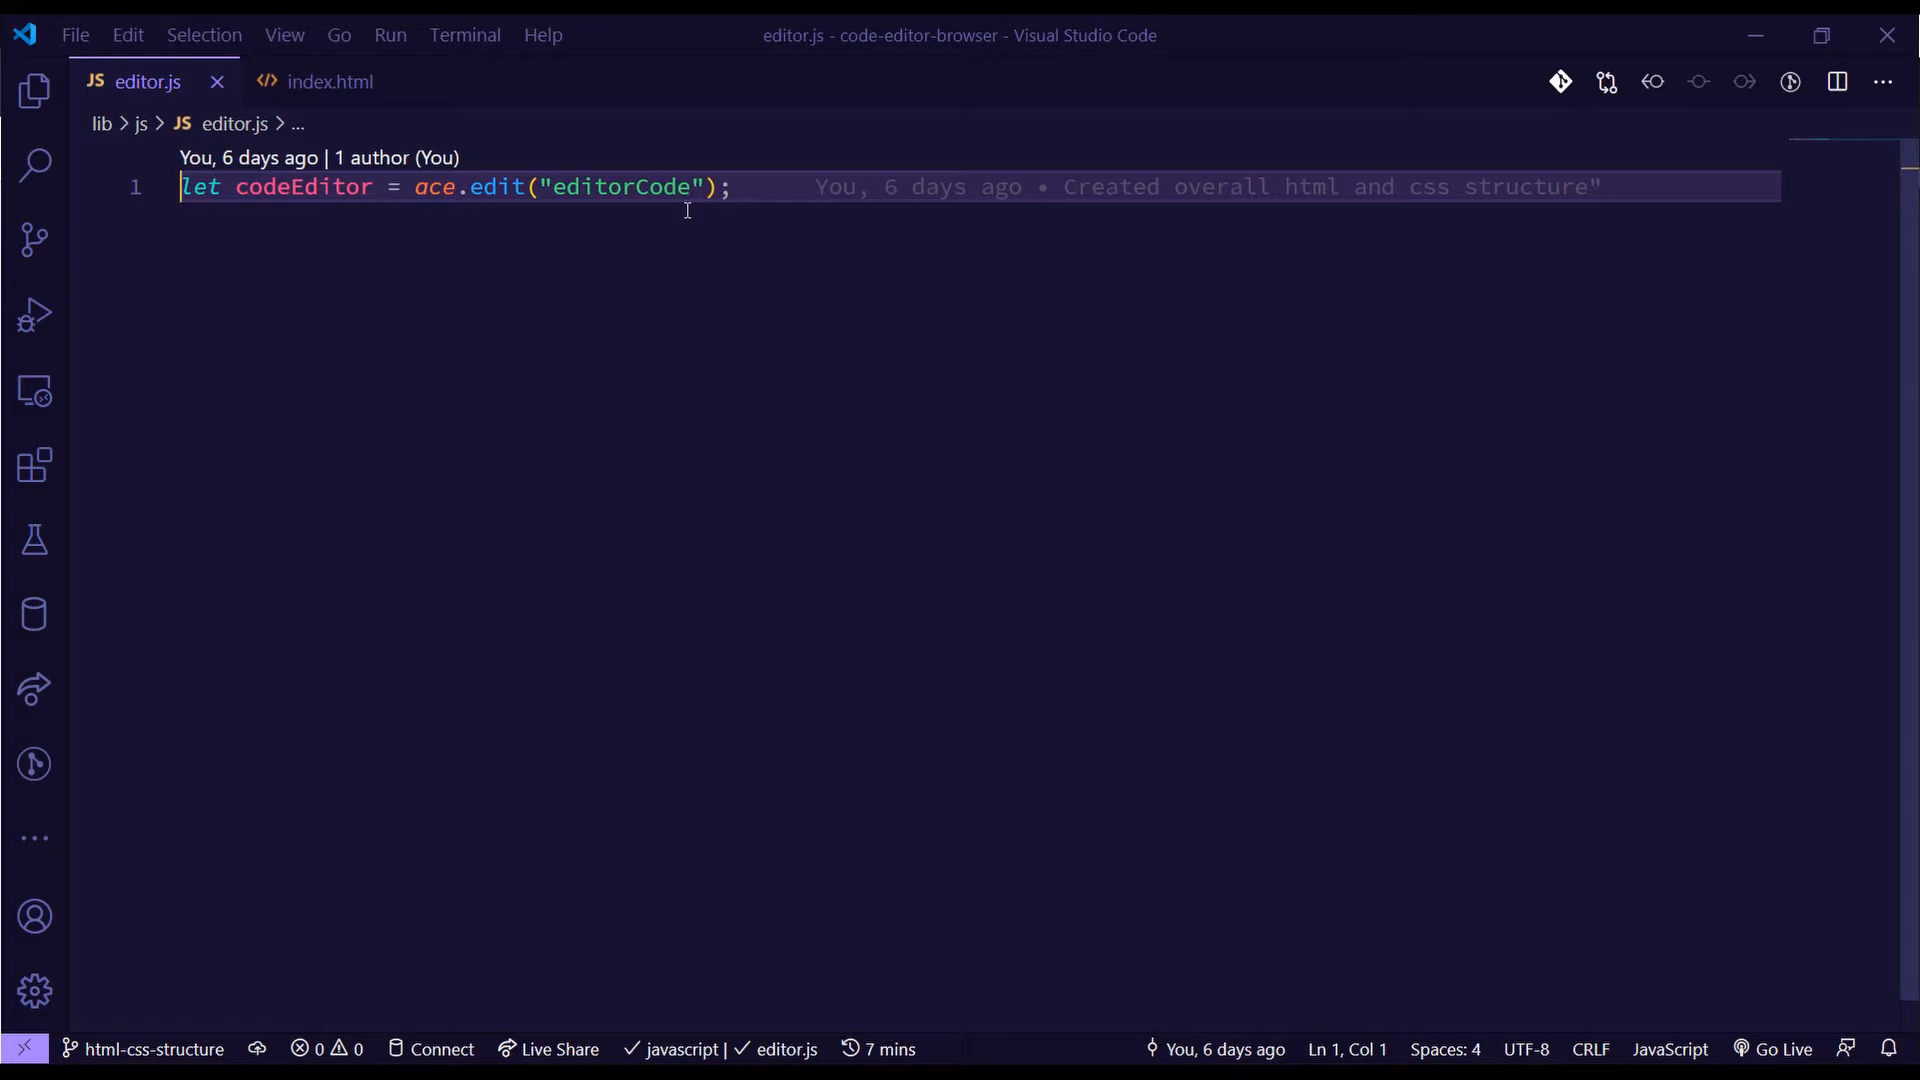 File Edit Selection View Go Run Terminal Help editor.js - code-editor-browser - Visual Studio Code
JS editor.js index.html
lib > js > JS editor.js > ...
You, 6 days ago | 1 author (You)
1 let codeEditor = ace.edit("editorCode"); You, 6 days ago • Created overall html and css structure"
html-css-structure 0 0 Connect Live Share javascript | editor.js 7 mins You, 6 days ago Ln 1, Col 1 Spaces: 4 UTF-8 CRLF JavaScript Go Live